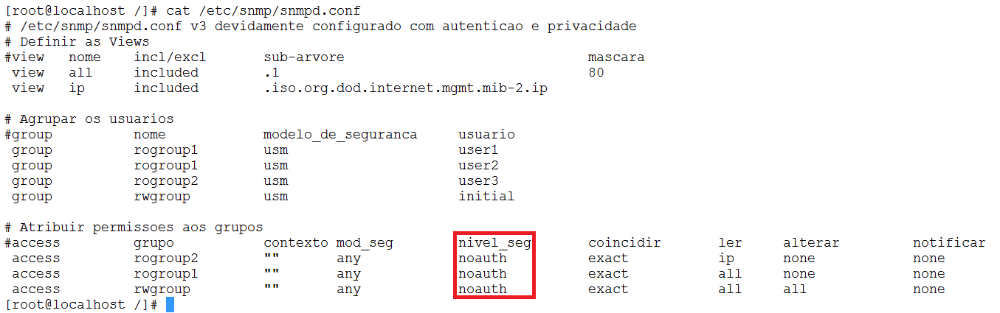 [root@localhost /]# cat /etc/snmp/snmpd.conf
# /etc/snmp/snmpd.conf v3 devidamente configurado com autenticao e privacidade
# Definir as Views
#view nome incl/excl sub-arvore mascara
view all included .1 80
view ip included .iso.org.dod.internet.mgmt.mib-2.ip
# Agrupar os usuarios
#group nome modelo_de_seguranca usuario
group rogroup1 usm user1
group rogroup1 usm user2
group rogroup2 usm user3
group rwgroup usm initial
# Atribuir permissoes aos grupos
#access grupo contexto mod_seg nivel_seg coincidir ler alterar notificar
access rogroup2 "" any noauth exact ip none none
access rogroup1 "" any noauth exact all none none
access rwgroup "" any noauth exact all all none
[root@localhost /]#